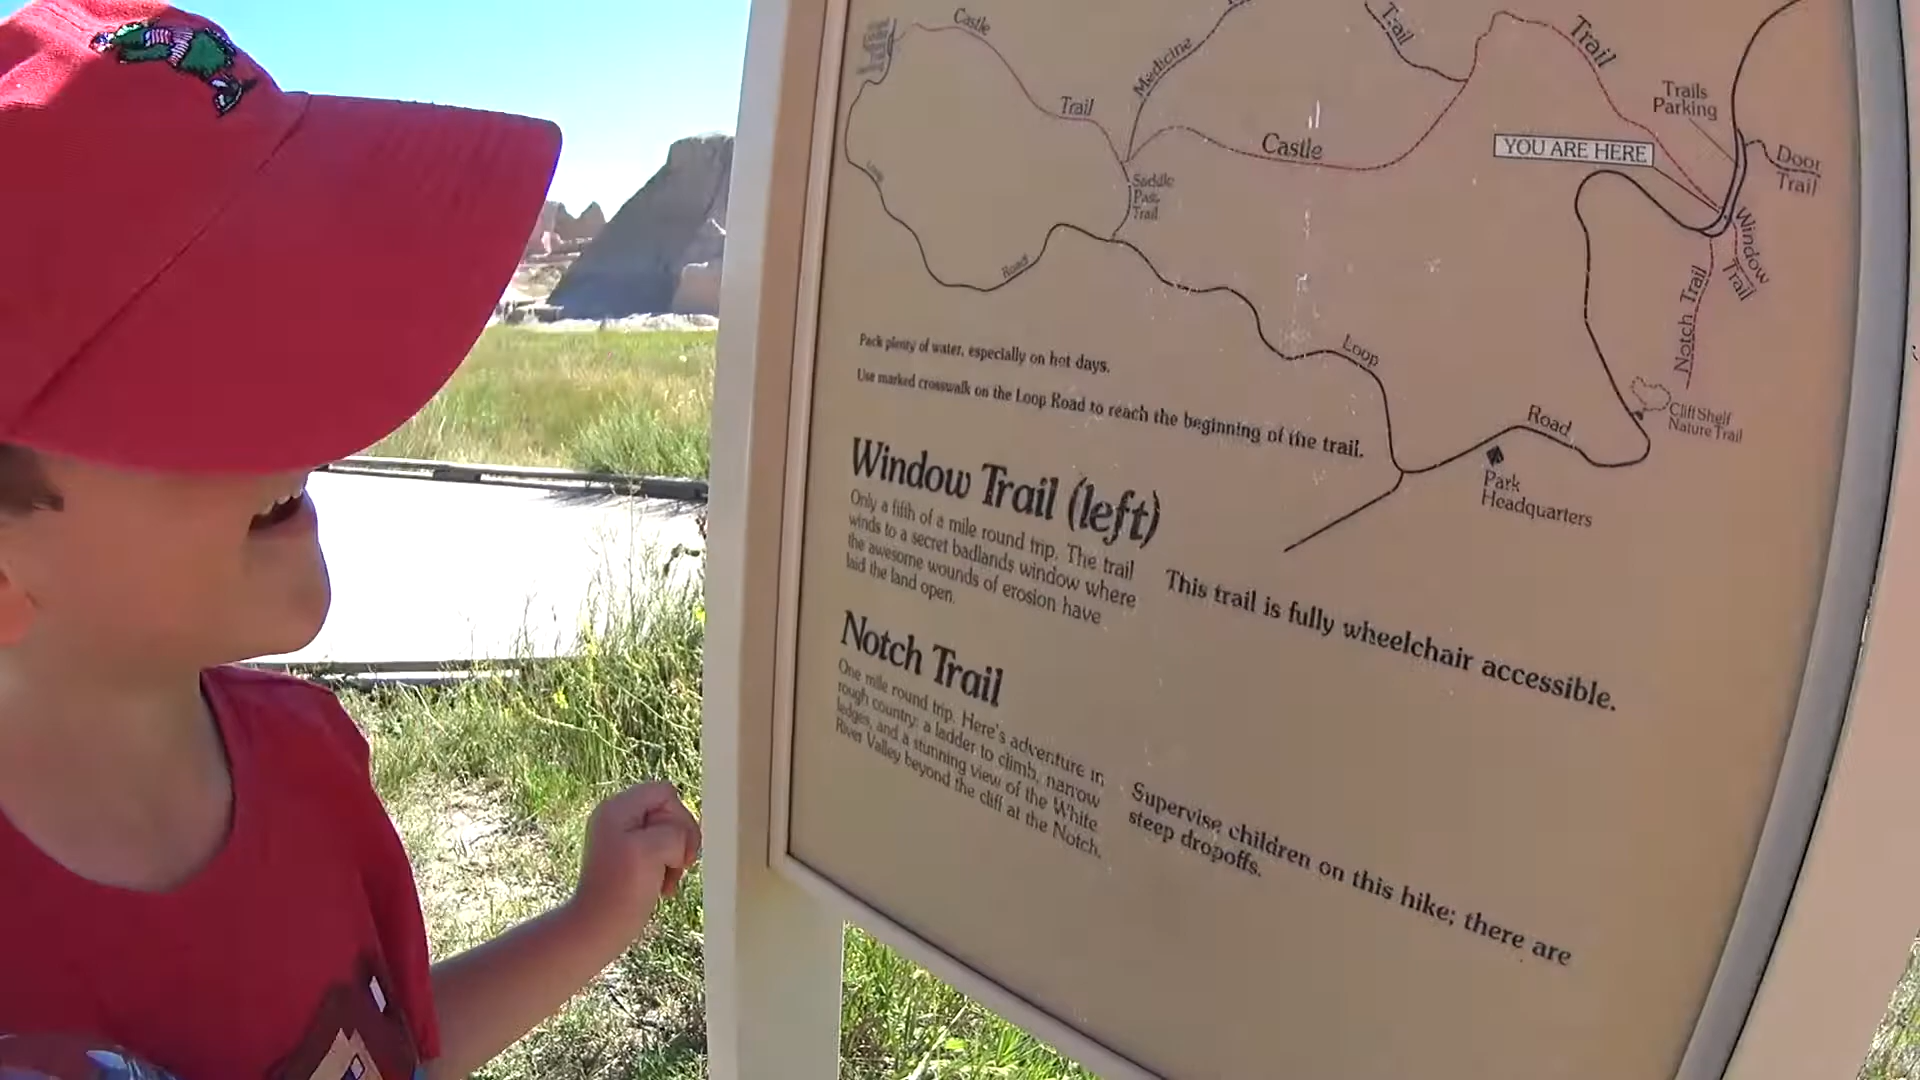 Castle
Trail
Medicine
Trail
Trail
Trails
Parking
YOU ARE HERE
Door
Trail
Castle
Saddle
Pass
Trail
Window
Trail
Notch Trail
Loop
Road
Loop
Road
Cliff Shelf
Nature Trail
Park
Headquarters
Pack plenty of water, especially on hot days.
Use marked crosswalk on the Loop Road to reach the beginning of the trail.
Window Trail (left)
Only a fifth of a mile round trip. The trail
winds to a secret badlands window where
the awesome wounds of erosion have
laid the land open.
This trail is fully wheelchair accessible.
Notch Trail
One mile round trip. Here's adventure in
rough country: a ladder to climb, narrow
ledges, and a stunning view of the White
River Valley beyond the cliff at the Notch.
Supervise children on this hike; there are
steep dropoffs.